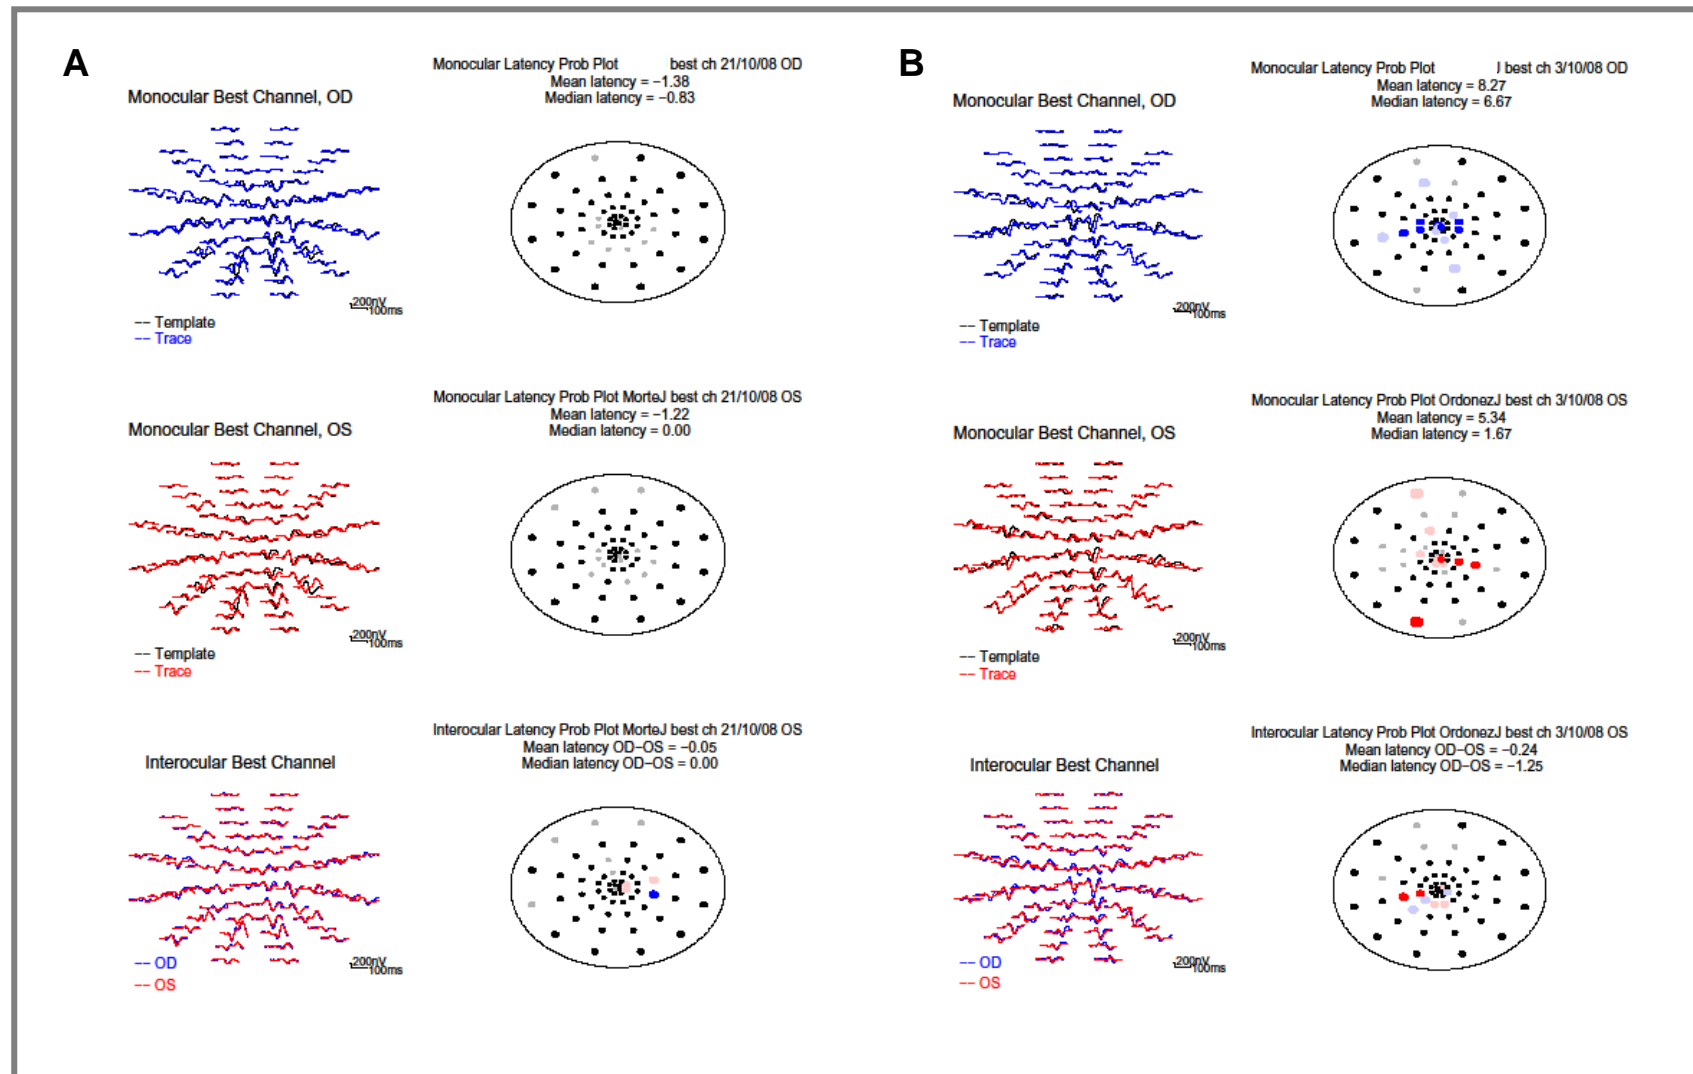 A
Monocular Latency Prob Plot best ch 21/10/08 OD
Mean latency = −1.38
Median latency = −0.83
Monocular Best Channel, OD
200nV
100ms
−− Template
−− Trace
Monocular Latency Prob Plot MorteJ best ch 21/10/08 OS
Mean latency = −1.22
Median latency = 0.00
Monocular Best Channel, OS
200nV
100ms
−− Template
−− Trace
Interocular Latency Prob Plot MorteJ best ch 21/10/08 OS
Mean latency OD−OS = −0.05
Median latency OD−OS = 0.00
Interocular Best Channel
200nV
100ms
−− OD
−− OS
B
Monocular Latency Prob Plot J best ch 3/10/08 OD
Mean latency = 8.27
Median latency = 6.67
Monocular Best Channel, OD
200nV
100ms
−− Template
−− Trace
Monocular Latency Prob Plot OrdonezJ best ch 3/10/08 OS
Mean latency = 5.34
Median latency = 1.67
Monocular Best Channel, OS
200nV
100ms
−− Template
−− Trace
Interocular Latency Prob Plot OrdonezJ best ch 3/10/08 OS
Mean latency OD−OS = −0.24
Median latency OD−OS = −1.25
Interocular Best Channel
200nV
100ms
−− OD
−− OS